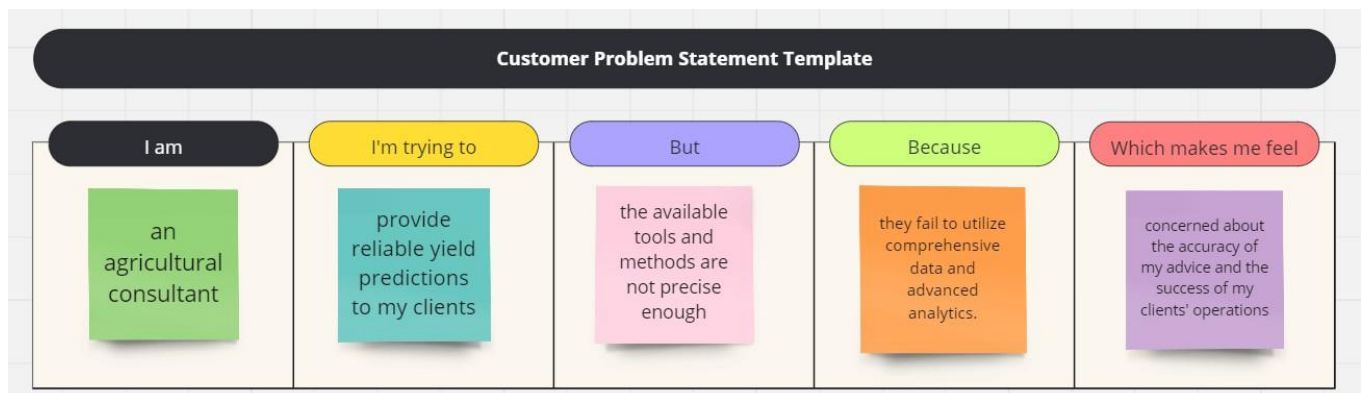 Customer Problem Statement Template
I am
I'm trying to
But
Because
Which makes me feel
an
agricultural
consultant
provide
reliable yield
predictions
to my clients
the available
tools and
methods are
not precise
enough
they fail to utilize
comprehensive
data and
advanced
analytics.
concerned about
the accuracy of
my advice and the
success of my
clients' operations